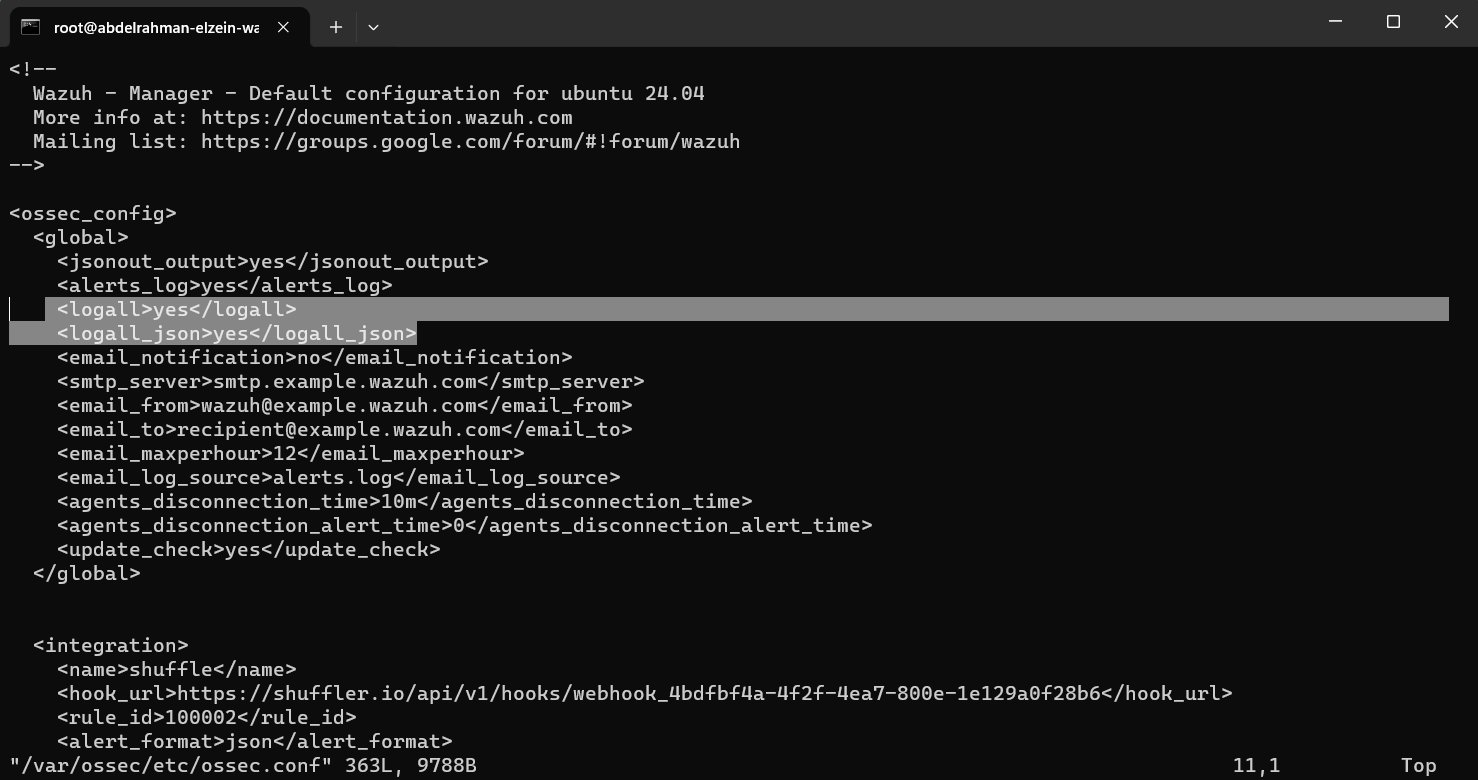 root@abdelrahman-elzein-wa
<!--
  Wazuh - Manager - Default configuration for ubuntu 24.04
  More info at: https://documentation.wazuh.com
  Mailing list: https://groups.google.com/forum/#!forum/wazuh
-->
<ossec_config>
  <global>
    <jsonout_output>yes</jsonout_output>
    <alerts_log>yes</alerts_log>
    <logall>yes</logall>
    <logall_json>yes</logall_json>
    <email_notification>no</email_notification>
    <smtp_server>smtp.example.wazuh.com</smtp_server>
    <email_from>wazuh@example.wazuh.com</email_from>
    <email_to>recipient@example.wazuh.com</email_to>
    <email_maxperhour>12</email_maxperhour>
    <email_log_source>alerts.log</email_log_source>
    <agents_disconnection_time>10m</agents_disconnection_time>
    <agents_disconnection_alert_time>0</agents_disconnection_alert_time>
    <update_check>yes</update_check>
  </global>
  <integration>
    <name>shuffle</name>
    <hook_url>https://shuffler.io/api/v1/hooks/webhook_4bdfbf4a-4f2f-4ea7-800e-1e129a0f28b6</hook_url>
    <rule_id>100002</rule_id>
    <alert_format>json</alert_format>
"/var/ossec/etc/ossec.conf" 363L, 9788B 11,1 Top